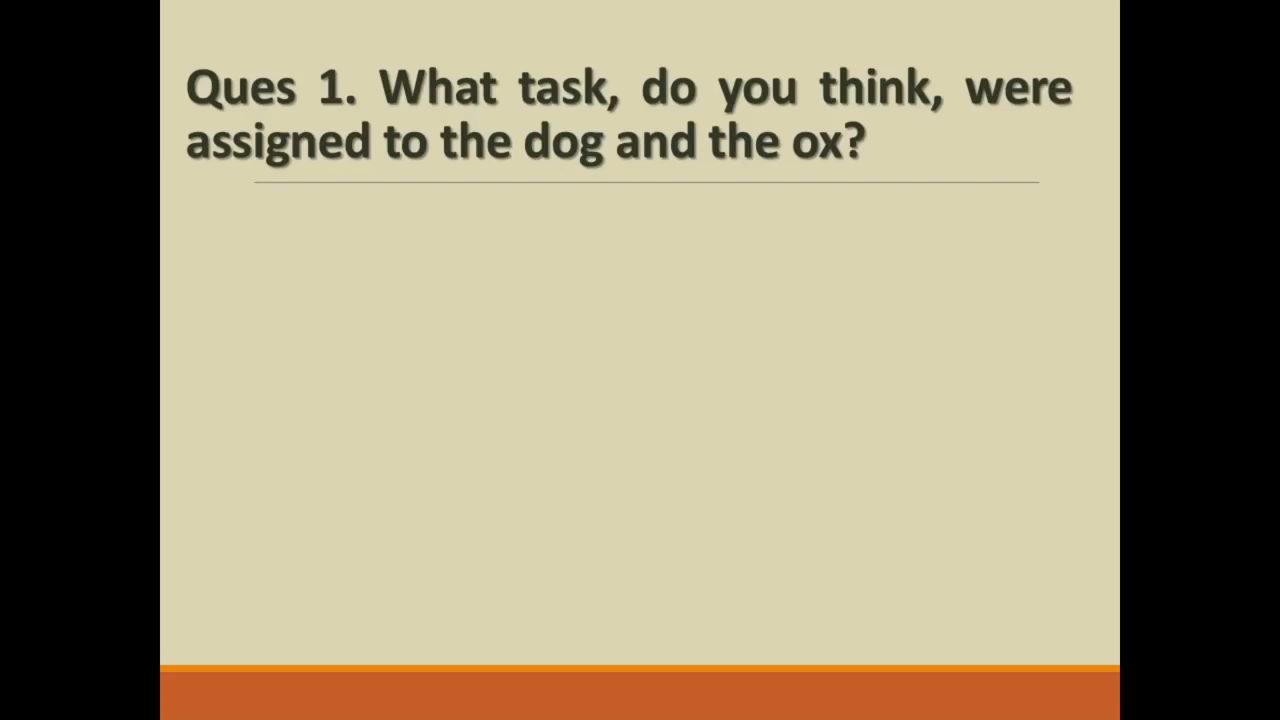 Ques 1. What task, do you think, were
assigned to the dog and the ox?